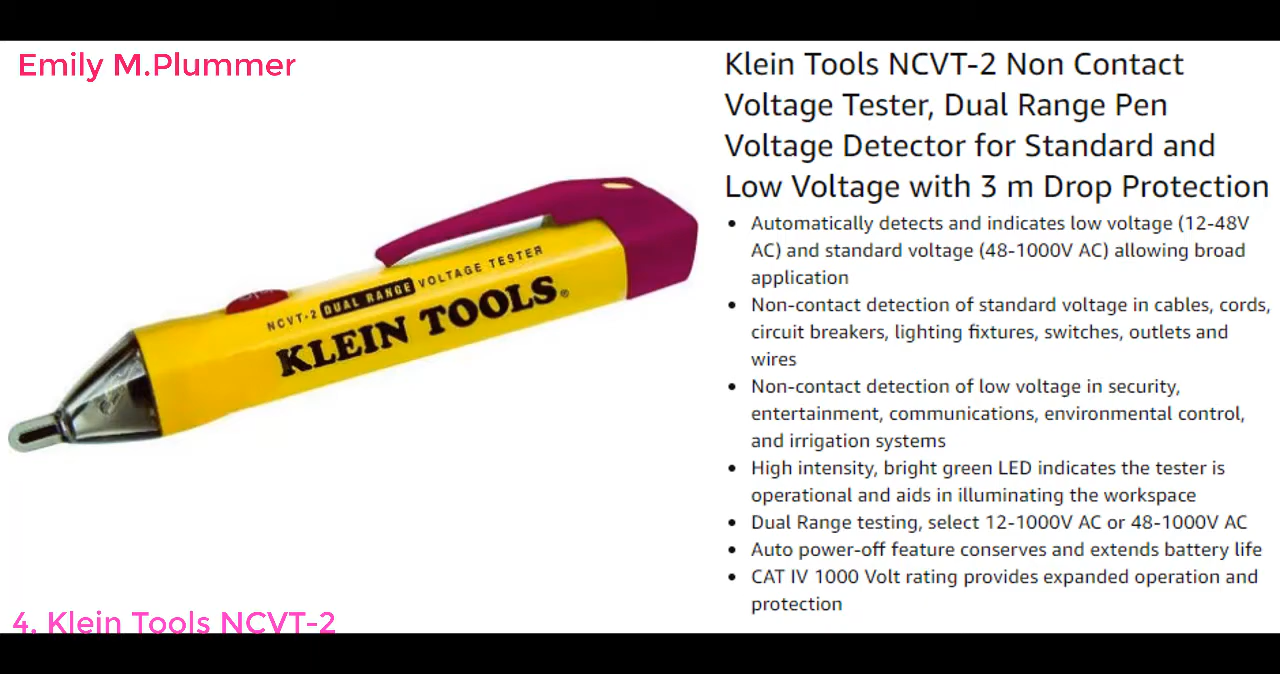 Emily M.Plummer
Klein Tools NCVT-2 Non Contact
Voltage Tester, Dual Range Pen
Voltage Detector for Standard and
Low Voltage with 3 m Drop Protection
• Automatically detects and indicates low voltage (12-48V
AC) and standard voltage (48-1000V AC) allowing broad
application
• Non-contact detection of standard voltage in cables, cords,
circuit breakers, lighting fixtures, switches, outlets and
wires
• Non-contact detection of low voltage in security,
entertainment, communications, environmental control,
and irrigation systems
• High intensity, bright green LED indicates the tester is
operational and aids in illuminating the workspace
• Dual Range testing, select 12-1000V AC or 48-1000V AC
• Auto power-off feature conserves and extends battery life
• CAT IV 1000 Volt rating provides expanded operation and
protection
NCVT-2 DUAL RANGE VOLTAGE TESTER
KLEIN TOOLS®
4. Klein Tools NCVT-2